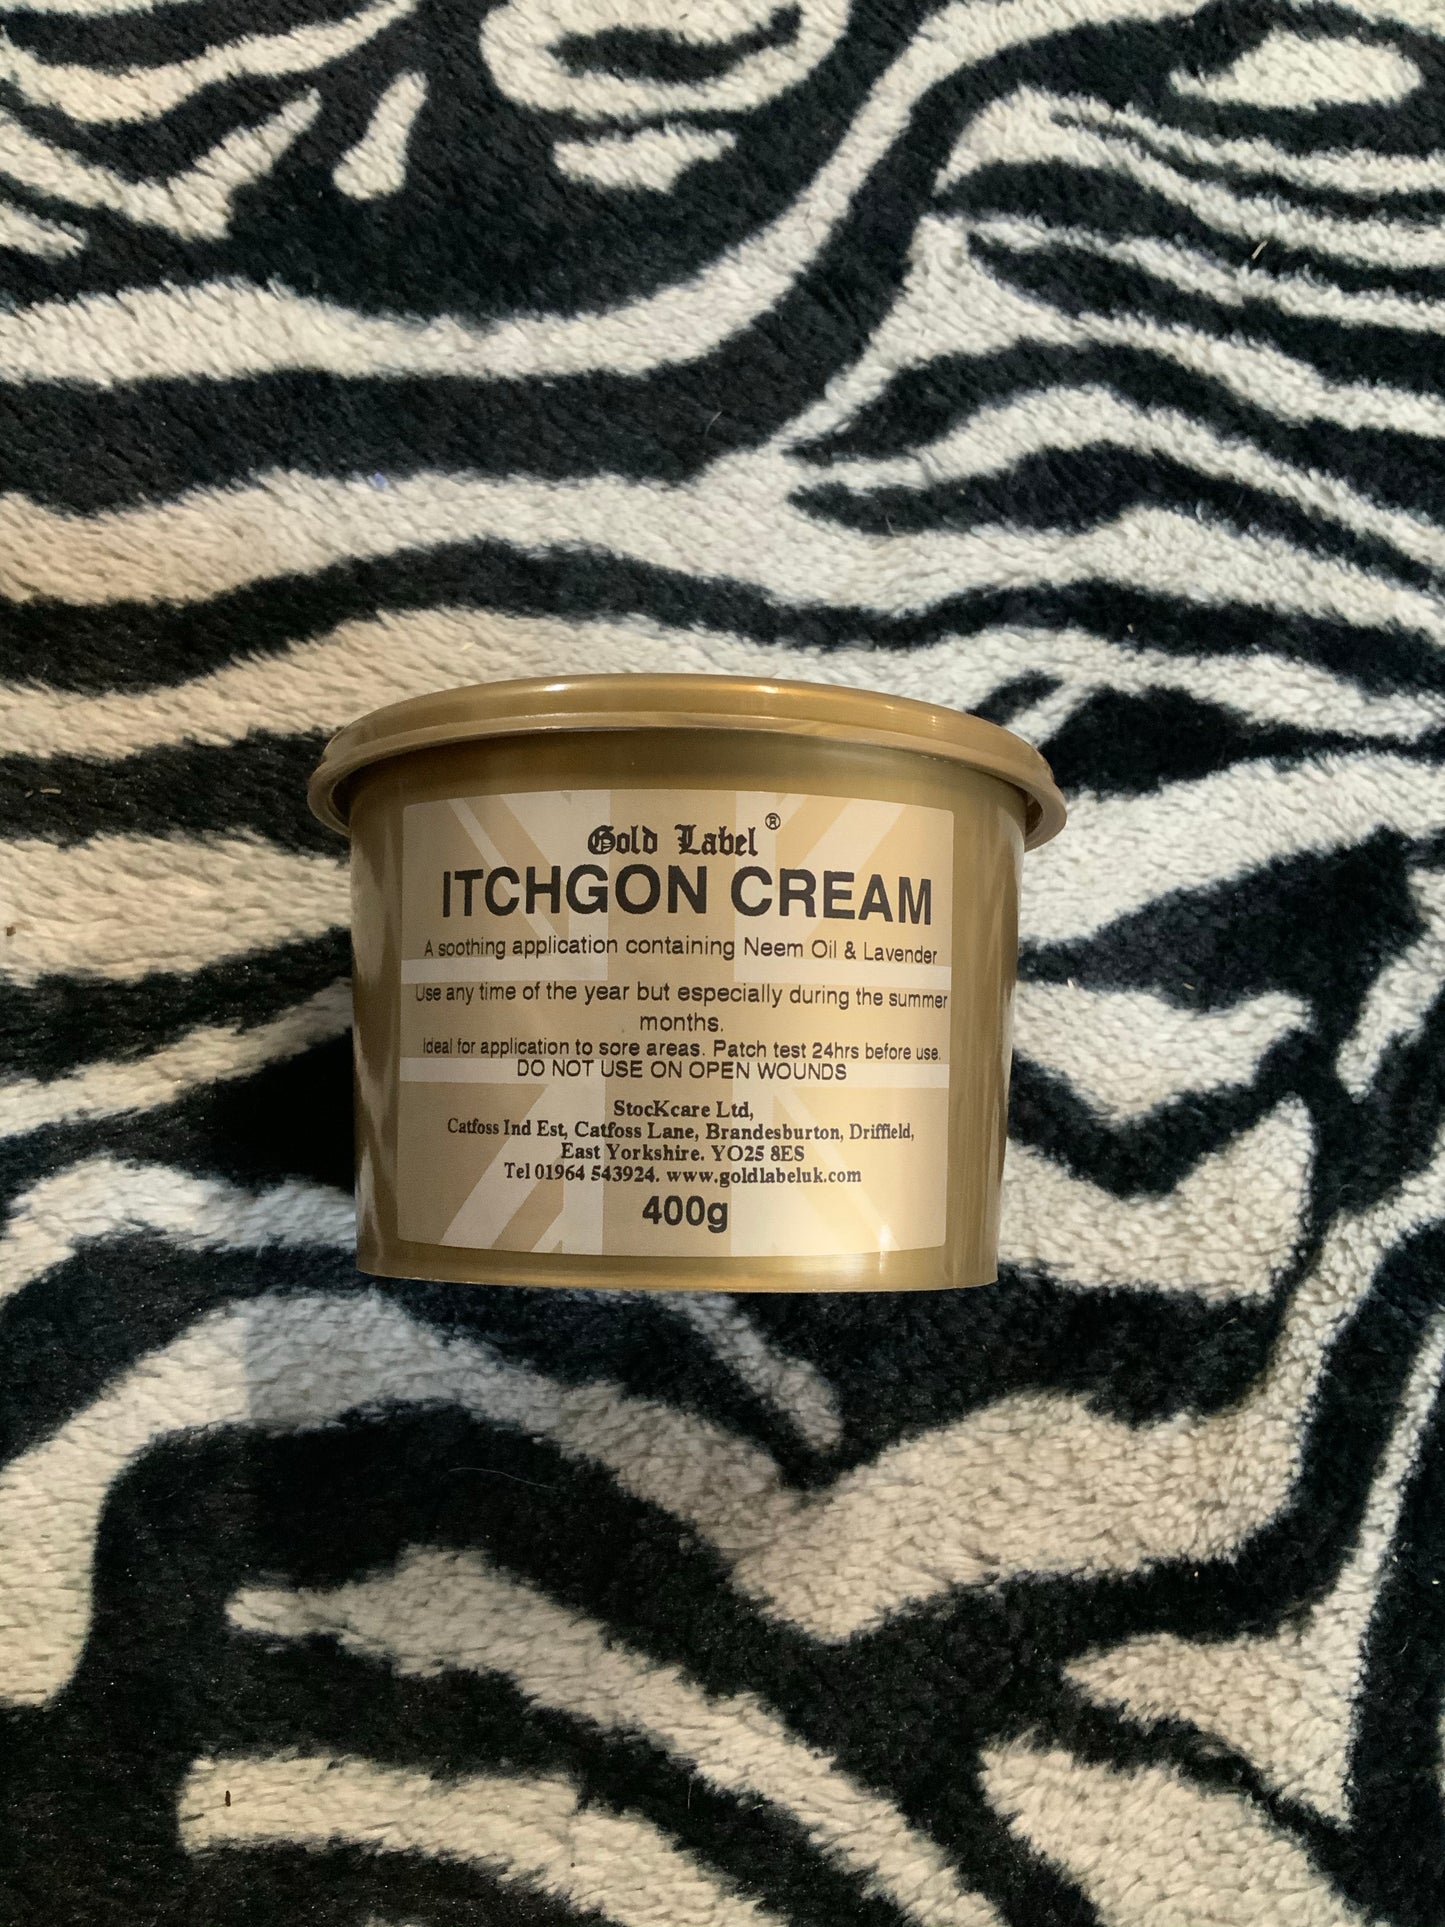 Gold Label®
ITCHGON CREAM
A soothing application containing Neem Oil & Lavender
Use any time of the year but especially during the summer
months.
Ideal for application to sore areas. Patch test 24hrs before use.
DO NOT USE ON OPEN WOUNDS
StocKcare Ltd,
Catfoss Ind Est, Catfoss Lane, Brandesburton, Driffield,
East Yorkshire. YO25 8ES
Tel 01964 543924. www.goldlabeluk.com
400g